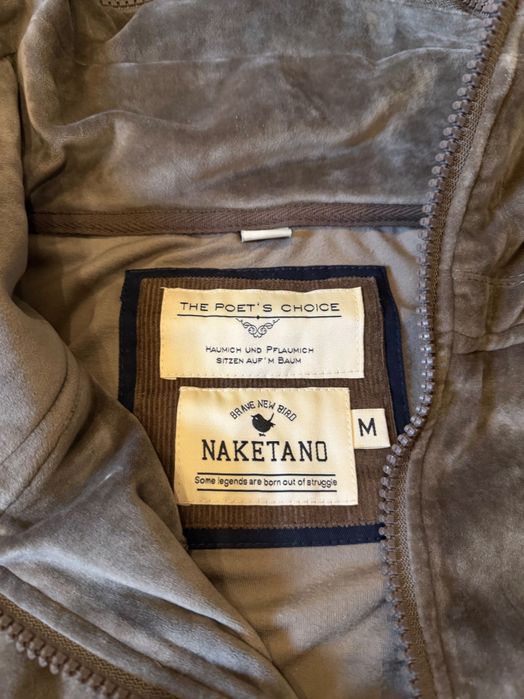 THE POET'S CHOICE
HAUMICH UND PFLAUMICH
SITZEN AUF'M BAUM
BRAVE NEW BIRD
NAKETANO
M
Some legends are born out of struggle